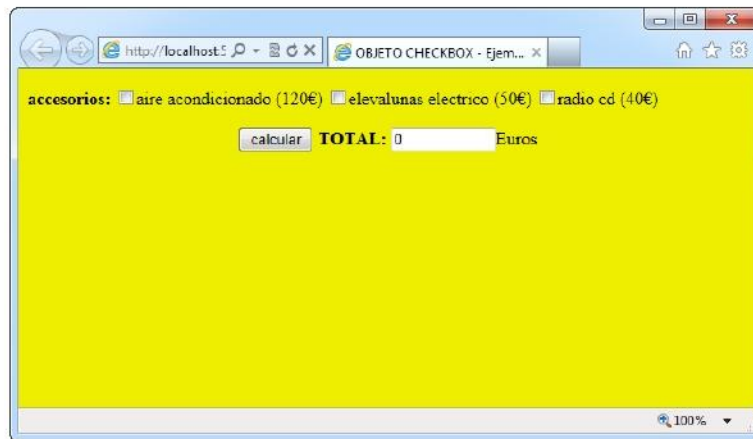 http://localhost:5
OBJETO CHECKBOX - Ejem...
accesorios: aire acondicionado (120€) elevalunas electrico (50€) radio cd (40€)
calcular TOTAL: 0 Euros
100%